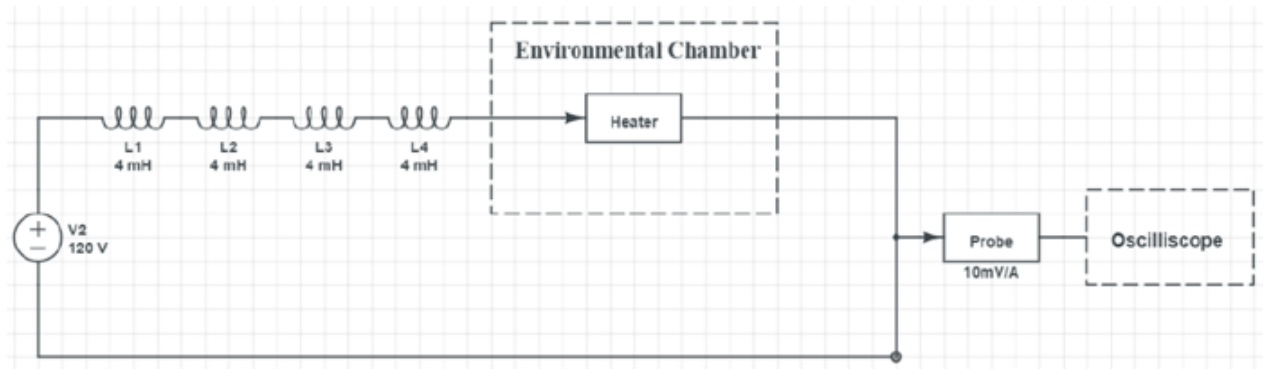 Environmental Chamber
Heater
L1
4 mH
L2
4 mH
L3
4 mH
L4
4 mH
+
−
V2
120 V
Probe
10mV/A
Oscilliscope